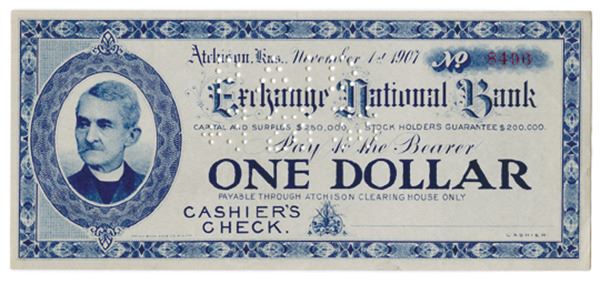 Atchison, Kas., November 1st 1907 No 8496
Exchange National Bank
CAPITAL AND SURPLUS $250,000. STOCK HOLDERS GUARANTEE $200.000.
Pay to the Bearer
ONE DOLLAR
PAYABLE THROUGH ATCHISON CLEARING HOUSE ONLY
CASHIER'S
CHECK.
CASHIER.